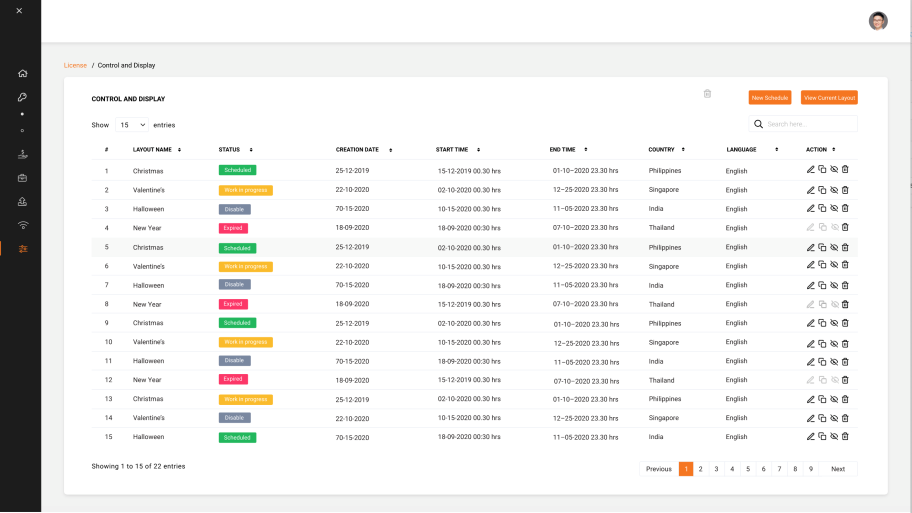 License / Control and Display
CONTROL AND DISPLAY New Schedule View Current Layout
Show 15 entries Search here...
# LAYOUT NAME STATUS CREATION DATE START TIME END TIME COUNTRY LANGUAGE ACTION
1 Christmas Scheduled 25-12-2019 15-12-2019 00.30 hrs 01-10–2020 23.30 hrs Philippines English
2 Valentine's Work in progress 22-10-2020 02-10-2020 00.30 hrs 12–25-2020 23.30 hrs Singapore English
3 Halloween Disable 70-15-2020 10-15-2020 00.30 hrs 11–05-2020 23.30 hrs India English
4 New Year Expired 18-09-2020 18-09-2020 00:30 hrs 07-10–2020 23.30 hrs Thailand English
5 Christmas Scheduled 25-12-2019 02-10-2020 00.30 hrs 01-10–2020 23.30 hrs Philippines English
6 Valentine's Work in progress 22-10-2020 10-15-2020 00.30 hrs 12–25-2020 23.30 hrs Singapore English
7 Halloween Disable 70-15-2020 18-09-2020 00:30 hrs 11–05-2020 23.30 hrs India English
8 New Year Expired 18-09-2020 15-12-2019 00.30 hrs 07-10–2020 23.30 hrs Thailand English
9 Christmas Scheduled 25-12-2019 02-10-2020 00.30 hrs 01-10–2020 23.30 hrs Philippines English
10 Valentine's Work in progress 22-10-2020 10-15-2020 00.30 hrs 12–25-2020 23.30 hrs Singapore English
11 Halloween Disable 70-15-2020 18-09-2020 00:30 hrs 11–05-2020 23.30 hrs India English
12 New Year Expired 18-09-2020 15-12-2019 00.30 hrs 07-10–2020 23.30 hrs Thailand English
13 Christmas Work in progress 25-12-2019 02-10-2020 00.30 hrs 01-10–2020 23.30 hrs Philippines English
14 Valentine's Disable 22-10-2020 10-15-2020 00.30 hrs 12–25-2020 23.30 hrs Singapore English
15 Halloween Scheduled 70-15-2020 18-09-2020 00:30 hrs 11–05-2020 23.30 hrs India English
Showing 1 to 15 of 22 entries Previous 1 2 3 4 5 6 7 8 9 Next